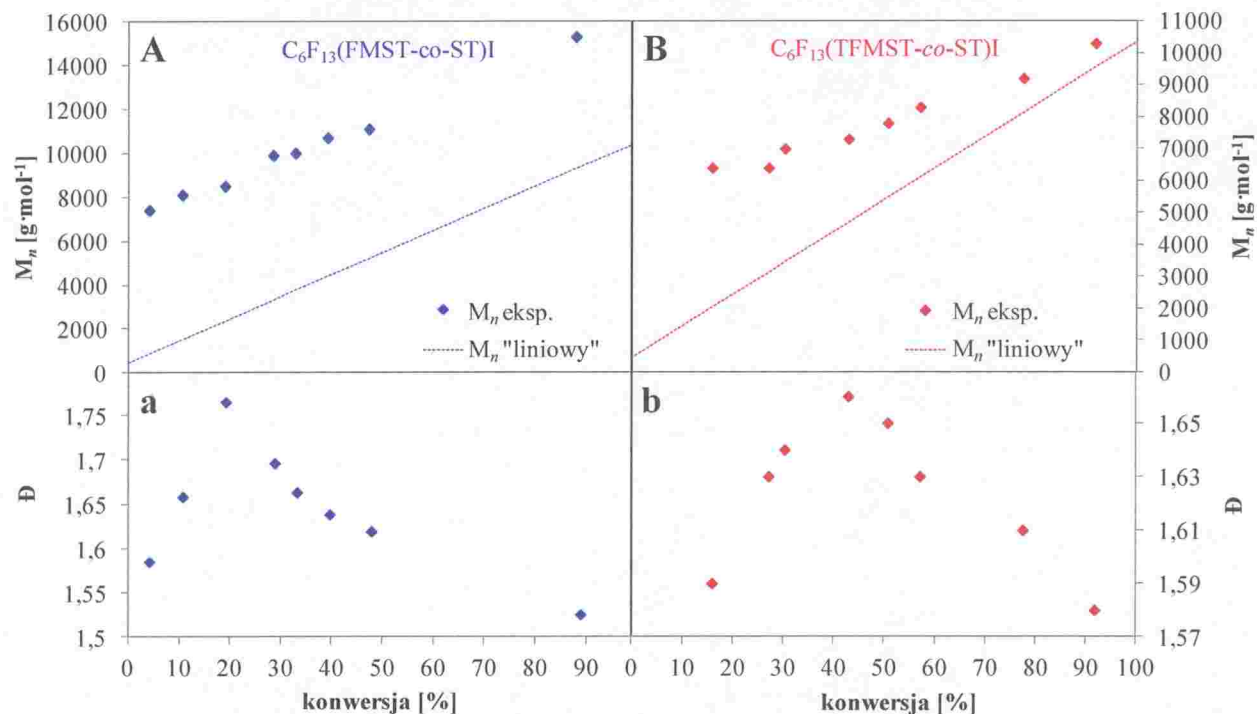 A
C₆F₁₃(FMST-co-ST)I
16000
14000
12000
10000
8000
6000
4000
2000
0
Mₙ [g·mol⁻¹]
Mₙ eksp.
Mₙ "liniowy"
B
C₆F₁₃(TFMST-co-ST)I
11000
10000
9000
8000
7000
6000
5000
4000
3000
2000
1000
0
Mₙ [g·mol⁻¹]
Mₙ eksp.
Mₙ "liniowy"
a
1,75
1,7
1,65
1,6
1,55
1,5
Đ
0 10 20 30 40 50 60 70 80 90
konwersja [%]
b
1,65
1,63
1,61
1,59
1,57
Đ
0 10 20 30 40 50 60 70 80 90 100
konwersja [%]